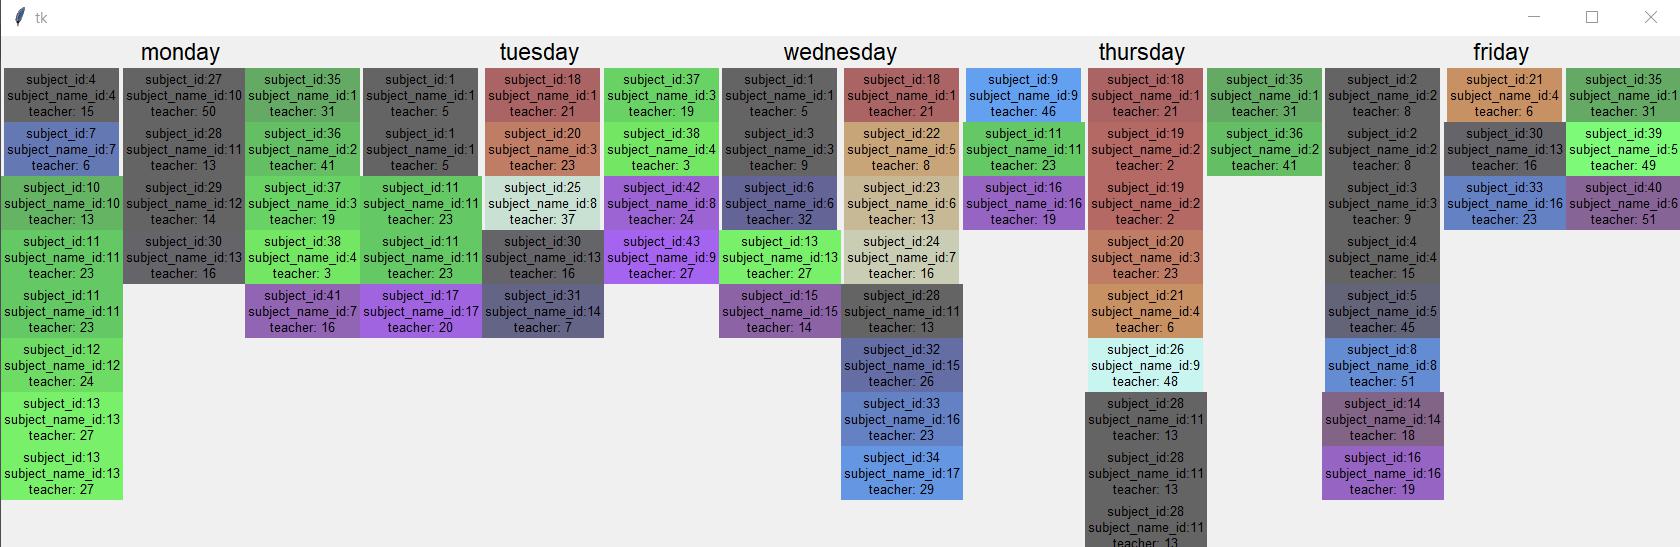 tk
monday
tuesday
wednesday
thursday
friday
subject_id:4
subject_name_id:4
teacher: 15
subject_id:7
subject_name_id:7
teacher: 6
subject_id:10
subject_name_id:10
teacher: 13
subject_id:11
subject_name_id:11
teacher: 23
subject_id:11
subject_name_id:11
teacher: 23
subject_id:12
subject_name_id:12
teacher: 24
subject_id:13
subject_name_id:13
teacher: 27
subject_id:13
subject_name_id:13
teacher: 27
subject_id:27
subject_name_id:10
teacher: 50
subject_id:28
subject_name_id:11
teacher: 13
subject_id:29
subject_name_id:12
teacher: 14
subject_id:30
subject_name_id:13
teacher: 16
subject_id:35
subject_name_id:1
teacher: 31
subject_id:36
subject_name_id:2
teacher: 41
subject_id:37
subject_name_id:3
teacher: 19
subject_id:38
subject_name_id:4
teacher: 3
subject_id:41
subject_name_id:7
teacher: 16
subject_id:1
subject_name_id:1
teacher: 5
subject_id:1
subject_name_id:1
teacher: 5
subject_id:11
subject_name_id:11
teacher: 23
subject_id:11
subject_name_id:11
teacher: 23
subject_id:17
subject_name_id:17
teacher: 20
subject_id:18
subject_name_id:1
teacher: 21
subject_id:20
subject_name_id:3
teacher: 23
subject_id:25
subject_name_id:8
teacher: 37
subject_id:30
subject_name_id:13
teacher: 16
subject_id:31
subject_name_id:14
teacher: 7
subject_id:37
subject_name_id:3
teacher: 19
subject_id:38
subject_name_id:4
teacher: 3
subject_id:42
subject_name_id:8
teacher: 24
subject_id:43
subject_name_id:9
teacher: 27
subject_id:1
subject_name_id:1
teacher: 5
subject_id:3
subject_name_id:3
teacher: 9
subject_id:6
subject_name_id:6
teacher: 32
subject_id:13
subject_name_id:13
teacher: 27
subject_id:15
subject_name_id:15
teacher: 14
subject_id:18
subject_name_id:1
teacher: 21
subject_id:22
subject_name_id:5
teacher: 8
subject_id:23
subject_name_id:6
teacher: 13
subject_id:24
subject_name_id:7
teacher: 16
subject_id:28
subject_name_id:11
teacher: 13
subject_id:32
subject_name_id:15
teacher: 26
subject_id:33
subject_name_id:16
teacher: 23
subject_id:34
subject_name_id:17
teacher: 29
subject_id:9
subject_name_id:9
teacher: 46
subject_id:11
subject_name_id:11
teacher: 23
subject_id:16
subject_name_id:16
teacher: 19
subject_id:18
subject_name_id:1
teacher: 21
subject_id:19
subject_name_id:2
teacher: 2
subject_id:19
subject_name_id:2
teacher: 2
subject_id:20
subject_name_id:3
teacher: 23
subject_id:21
subject_name_id:4
teacher: 6
subject_id:26
subject_name_id:9
teacher: 48
subject_id:28
subject_name_id:11
teacher: 13
subject_id:28
subject_name_id:11
teacher: 13
subject_id:28
subject_name_id:11
teacher: 13
subject_id:35
subject_name_id:1
teacher: 31
subject_id:36
subject_name_id:2
teacher: 41
subject_id:2
subject_name_id:2
teacher: 8
subject_id:2
subject_name_id:2
teacher: 8
subject_id:3
subject_name_id:3
teacher: 9
subject_id:4
subject_name_id:4
teacher: 15
subject_id:5
subject_name_id:5
teacher: 45
subject_id:8
subject_name_id:8
teacher: 51
subject_id:14
subject_name_id:14
teacher: 18
subject_id:16
subject_name_id:16
teacher: 19
subject_id:21
subject_name_id:4
teacher: 6
subject_id:30
subject_name_id:13
teacher: 16
subject_id:33
subject_name_id:16
teacher: 23
subject_id:35
subject_name_id:1
teacher: 31
subject_id:39
subject_name_id:5
teacher: 49
subject_id:40
subject_name_id:6
teacher: 51